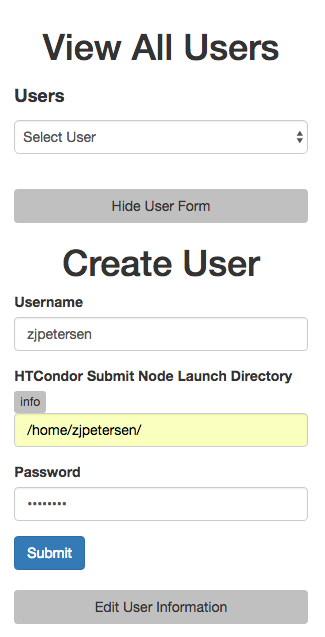 View All Users
Users
Select User
Hide User Form
Create User
Username
zjpetersen
HTCondor Submit Node Launch Directory
info
/home/zjpetersen/
Password
••••••••
Submit
Edit User Information